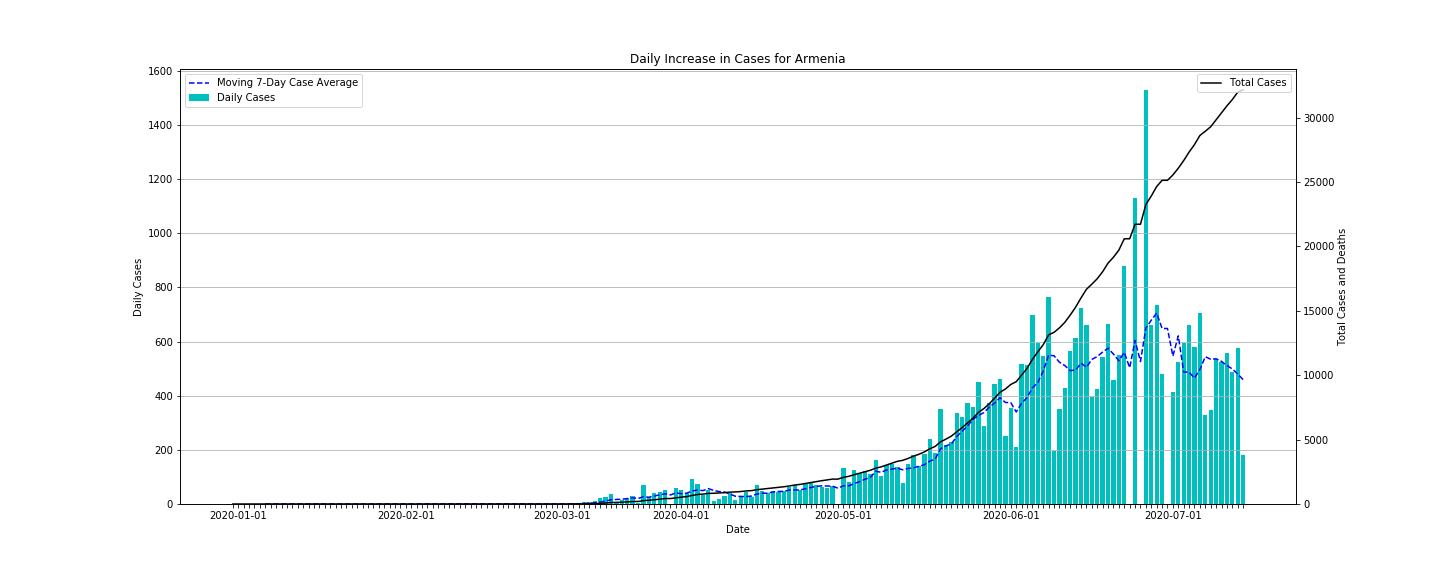 Daily Increase in Cases for Armenia
Moving 7-Day Case Average
Daily Cases
Total Cases
1600
1400
1200
1000
800
600
400
200
0
Daily Cases
30000
25000
20000
15000
10000
5000
0
Total Cases and Deaths
2020-01-01 2020-02-01 2020-03-01 2020-04-01 2020-05-01 2020-06-01 2020-07-01
Date